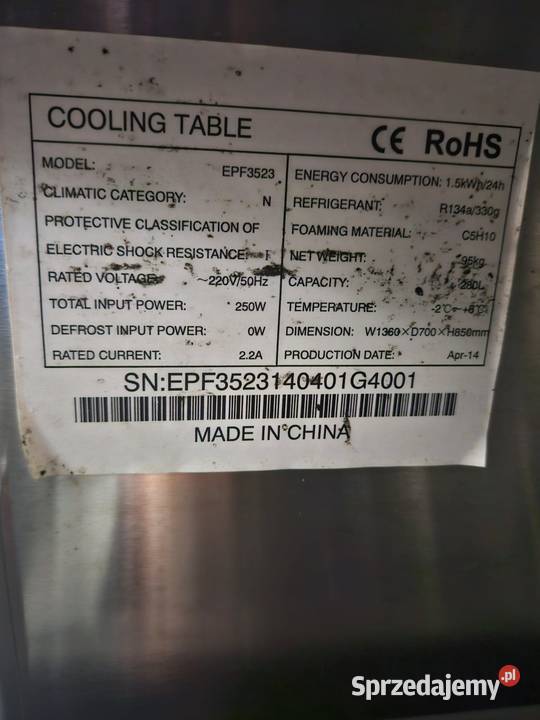 COOLING TABLE
CE RoHS
MODEL: EPF3523
CLIMATIC CATEGORY: N
PROTECTIVE CLASSIFICATION OF
ELECTRIC SHOCK RESISTANCE: I
RATED VOLTAGE: ~220V/50Hz
TOTAL INPUT POWER: 250W
DEFROST INPUT POWER: 0W
RATED CURRENT: 2.2A
ENERGY CONSUMPTION: 1.5kWh/24h
REFRIGERANT: R134a/330g
FOAMING MATERIAL: C5H10
NET WEIGHT: 95kg
CAPACITY: 280L
TEMPERATURE: -2℃~+8℃
DIMENSION: W1360×D700×H850mm
PRODUCTION DATE: Apr-14
SN:EPF3523140401G4001
MADE IN CHINA
Sprzedajemy.pl